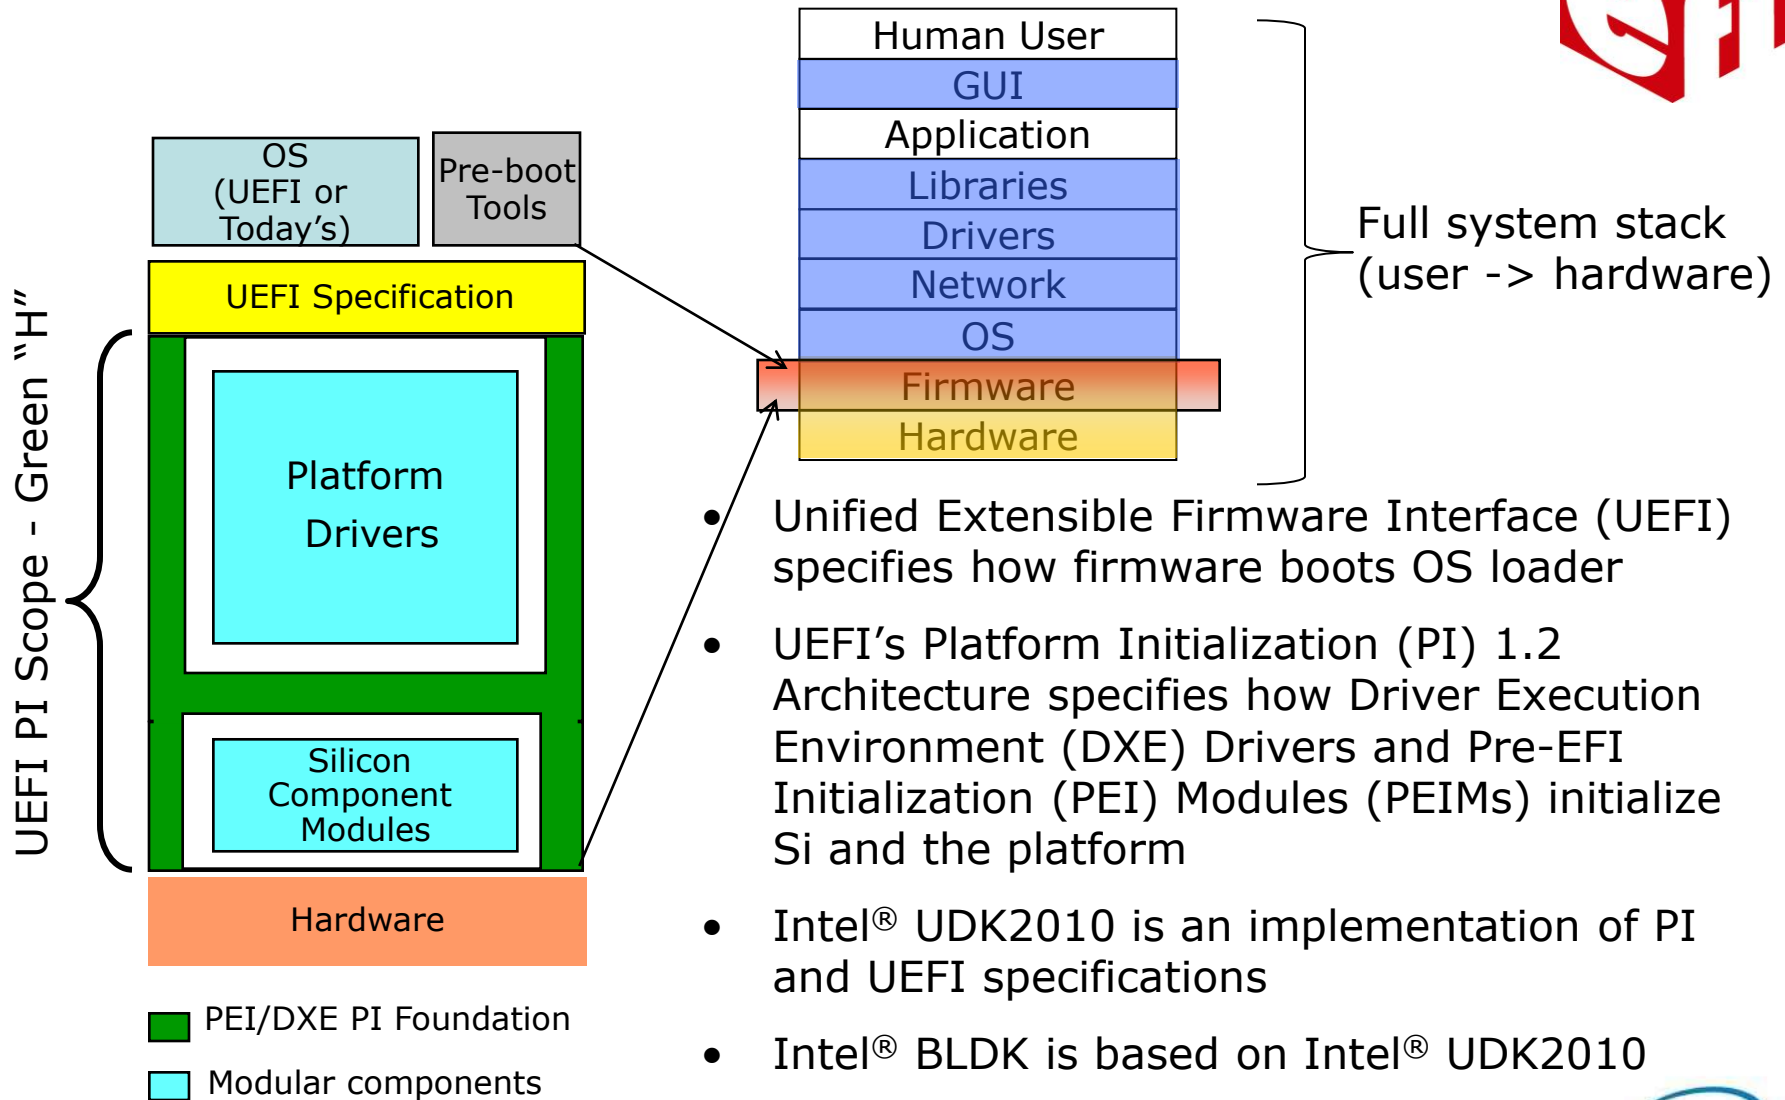 Human User
GUI
Application
Libraries
Drivers
Network
OS
Firmware
Hardware
Full system stack
(user -> hardware)
OS
(UEFI or
Today’s)
Pre-boot
Tools
UEFI Specification
UEFI PI Scope - Green “H”
Platform
Drivers
Silicon
Component
Modules
Hardware
PEI/DXE PI Foundation
Modular components
• Unified Extensible Firmware Interface (UEFI)
specifies how firmware boots OS loader
• UEFI’s Platform Initialization (PI) 1.2
Architecture specifies how Driver Execution
Environment (DXE) Drivers and Pre-EFI
Initialization (PEI) Modules (PEIMs) initialize
Si and the platform
• Intel® UDK2010 is an implementation of PI
and UEFI specifications
• Intel® BLDK is based on Intel® UDK2010